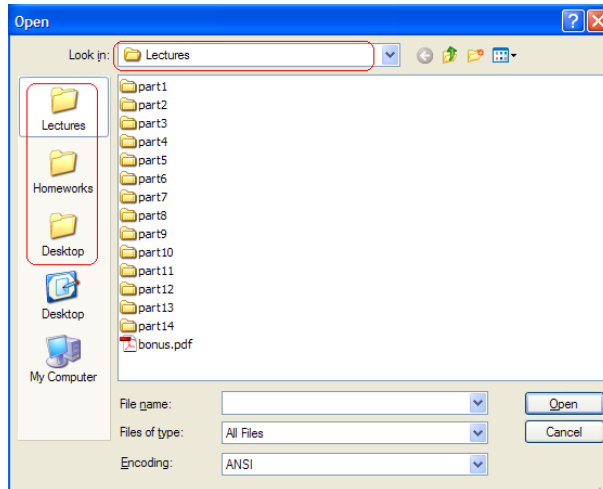 Open
Look in:
Lectures
Lectures
Homeworks
Desktop
Desktop
My Computer
part1
part2
part3
part4
part5
part6
part7
part8
part9
part10
part11
part12
part13
part14
bonus.pdf
File name:
Open
Files of type:
All Files
Cancel
Encoding:
ANSI